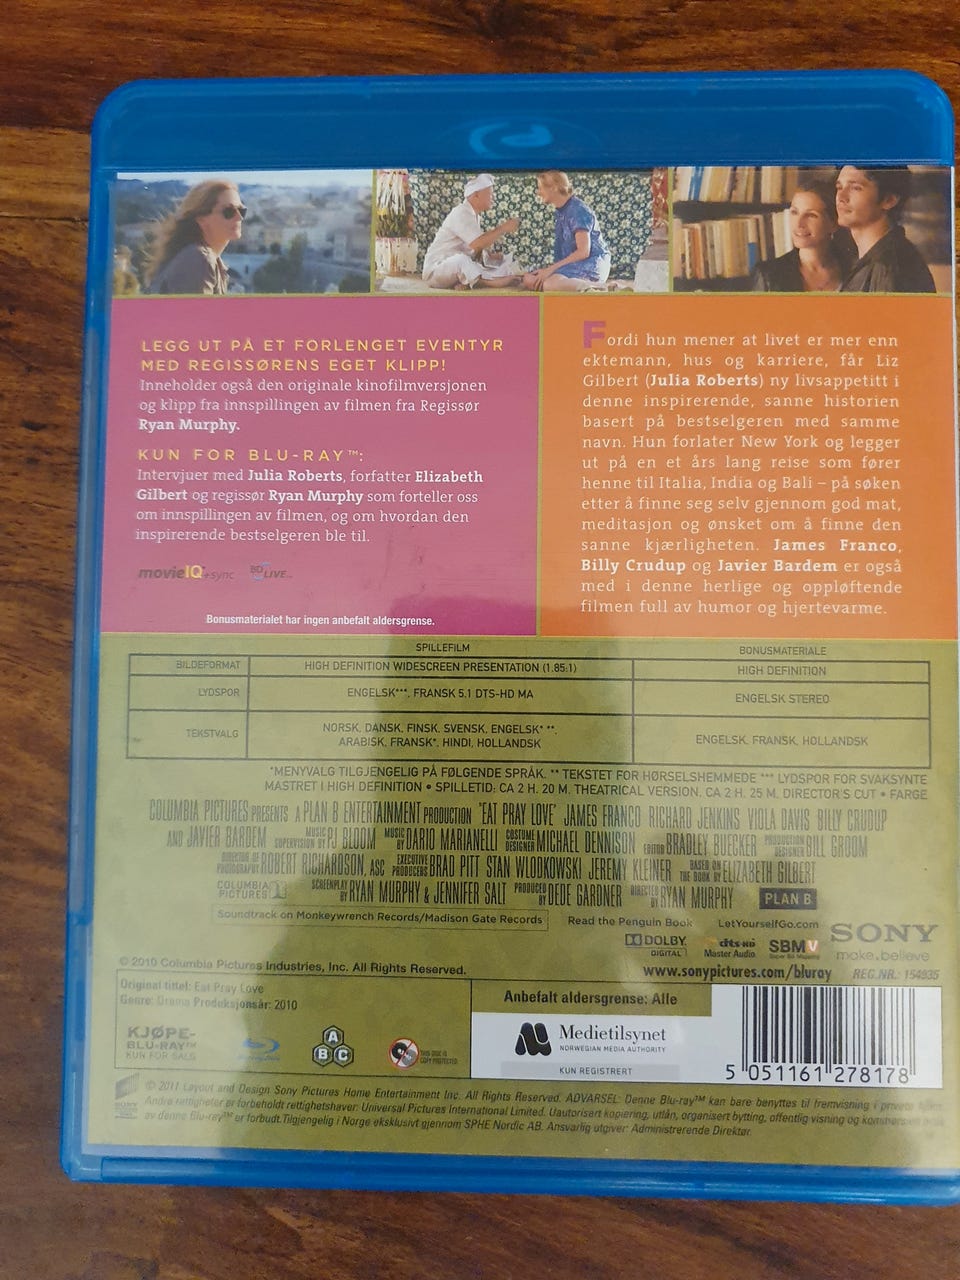 LEGG UT PÅ ET FORLENGET EVENTYR
MED REGISSØRENS EGET KLIPP!
Inneholder også den originale kinofilmversjonen
og klipp fra innspillingen av filmen fra Regissør
Ryan Murphy.
KUN FOR BLU-RAY™:
Intervjuer med Julia Roberts, forfatter Elizabeth
Gilbert og regissør Ryan Murphy som forteller oss
om innspillingen av filmen, og om hvordan den
inspirerende bestselgeren ble til.
movieIQ+sync BD LIVE
Bonusmaterialet har ingen anbefalt aldersgrense.
Fordi hun mener at livet er mer enn
ektemann, hus og karriere, får Liz
Gilbert (Julia Roberts) ny livsappetitt i
denne inspirerende, sanne historien
basert på bestselgeren med samme
navn. Hun forlater New York og legger
ut på en et års lang reise som fører
henne til Italia, India og Bali – på søken
etter å finne seg selv gjennom god mat,
meditasjon og ønsket om å finne den
sanne kjærligheten. James Franco,
Billy Crudup og Javier Bardem er også
med i denne herlige og oppløftende
filmen full av humor og hjertevarme.
SPILLEFILM BONUSMATERIALE
BILDEFORMAT HIGH DEFINITION WIDESCREEN PRESENTATION (1.85:1) HIGH DEFINITION
LYDSPOR ENGELSK***, FRANSK 5.1 DTS-HD MA ENGELSK STEREO
TEKSTVALG NORSK, DANSK, FINSK, SVENSK, ENGELSK* **,
ARABISK, FRANSK*, HINDI, HOLLANDSK ENGELSK, FRANSK, HOLLANDSK
*MENYVALG TILGJENGELIG PÅ FØLGENDE SPRÅK. ** TEKSTET FOR HØRSELSHEMMEDE *** LYDSPOR FOR SVAKSYNTE
MASTRET I HIGH DEFINITION • SPILLETID: CA 2 H. 20 M. THEATRICAL VERSION. CA 2 H. 25 M. DIRECTOR'S CUT • FARGE
COLUMBIA PICTURES PRESENTS A PLAN B ENTERTAINMENT PRODUCTION "EAT PRAY LOVE" JAMES FRANCO RICHARD JENKINS VIOLA DAVIS BILLY CRUDUP
AND JAVIER BARDEM MUSIC SUPERVISION BY PJ BLOOM MUSIC BY DARIO MARIANELLI COSTUME DESIGNER MICHAEL DENNISON EDITOR BRADLEY BUECKER PRODUCTION DESIGNER BILL GROOM
DIRECTOR OF PHOTOGRAPHY ROBERT RICHARDSON, ASC EXECUTIVE PRODUCERS BRAD PITT STAN WLODKOWSKI JEREMY KLEINER BASED ON THE BOOK BY ELIZABETH GILBERT
COLUMBIA PICTURES SCREENPLAY BY RYAN MURPHY & JENNIFER SALT PRODUCED BY DEDE GARDNER DIRECTED BY RYAN MURPHY PLAN B
Soundtrack on Monkeywrench Records/Madison Gate Records Read the Penguin Book LetYourselfGo.com
DOLBY DIGITAL dts-HD Master Audio SBMV SONY
make.believe
© 2010 Columbia Pictures Industries, Inc. All Rights Reserved. www.sonypictures.com/bluray REG.NR.: 154935
Original tittel: Eat Pray Love
Genre: Drama Produksjonsår: 2010
KJØPE-
BLU-RAY™
KUN FOR SALG
A
B C
THIS DISC IS
COPY PROTECTED
Anbefalt aldersgrense: Alle
Medietilsynet
NORWEGIAN MEDIA AUTHORITY
KUN REGISTRERT
5 051161 278178
© 2011 Layout and Design Sony Pictures Home Entertainment Inc. All Rights Reserved. ADVARSEL: Denne Blu-ray™ kan bare benyttes til fremvisning i private
Andre rettigheter er forbeholdt rettighetshaver: Universal Pictures International Limited. Uautorisert kopiering, utlån, organisert bytting, offentlig visning og
av denne Blu-ray™ er forbudt. Tilgjengelig i Norge eksklusivt gjennom SPHE Nordic AB. Ansvarlig utgiver: Administrerende Direktør.